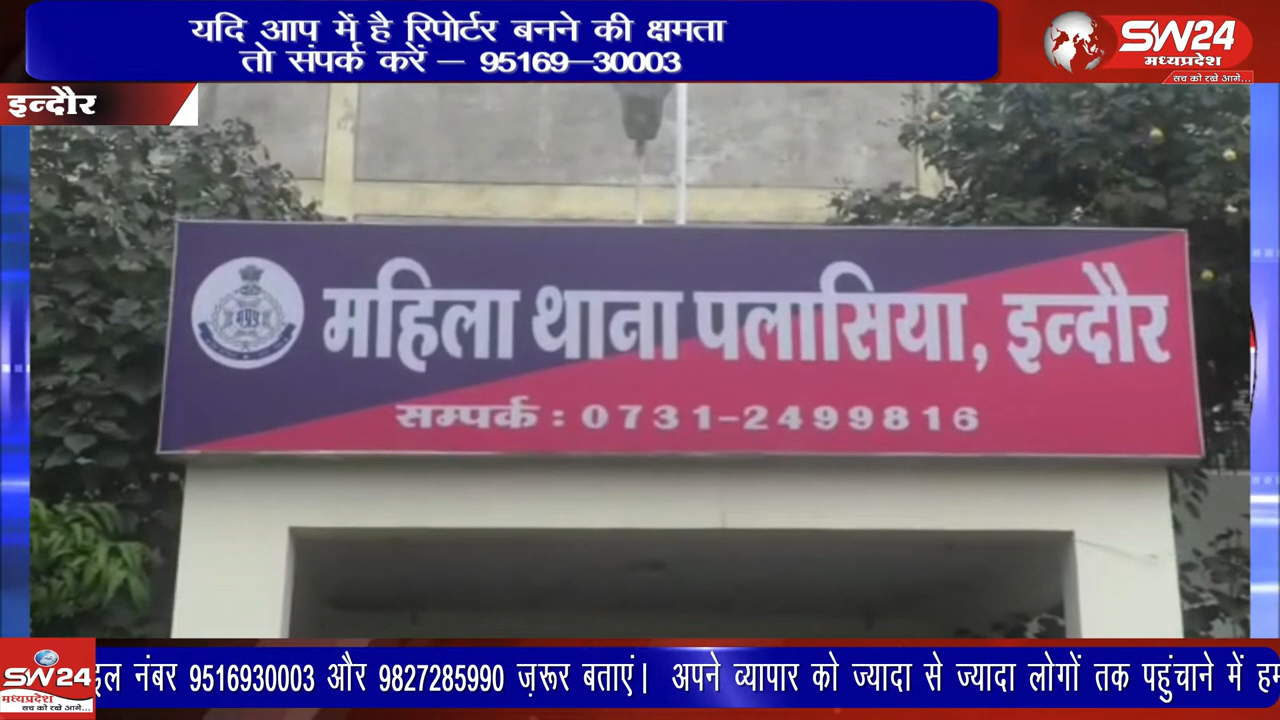 यदि आप में है रिपोर्टर बनने की क्षमता
तो संपर्क करें – 95169–30003
SW24
मध्यप्रदेश
सच को रखे आगे...
इन्दौर
महिला थाना पलासिया, इन्दौर
सम्पर्क : 0731-2499816
SW24
मध्यप्रदेश
सच को रखे आगे...
नंबर 9516930003 और 9827285990 ज़रूर बताएं। अपने व्यापार को ज्यादा से ज्यादा लोगों तक पहुंचाने में हम